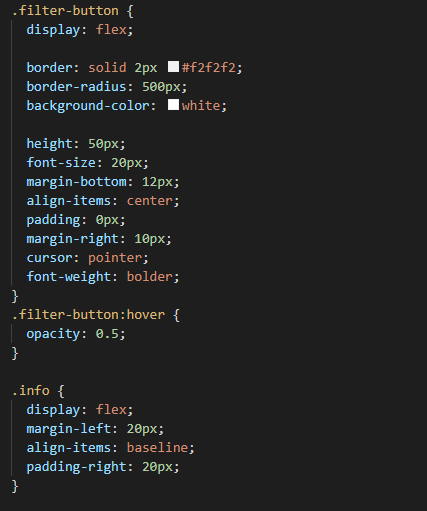 .filter-button {
display: flex;
border: solid 2px #f2f2f2;
border-radius: 500px;
background-color: white;
height: 50px;
font-size: 20px;
margin-bottom: 12px;
align-items: center;
padding: 0px;
margin-right: 10px;
cursor: pointer;
font-weight: bolder;
}
.filter-button:hover {
opacity: 0.5;
}
.info {
display: flex;
margin-left: 20px;
align-items: baseline;
padding-right: 20px;
}